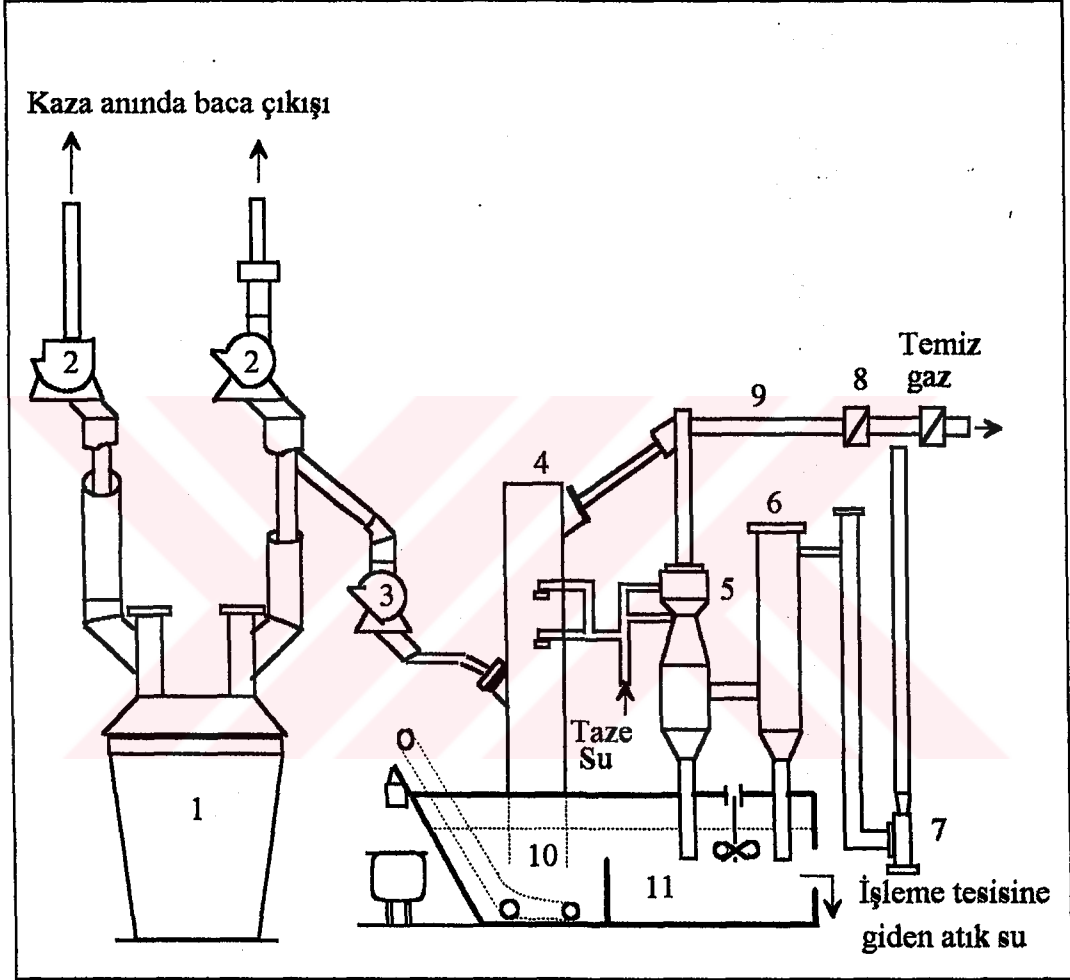 Kaza anında baca çıkışı
2
2
Temiz
gaz
8
9
4
6
3
5
Taze
Su
1
10
11
7
İşleme tesisine
giden atık su